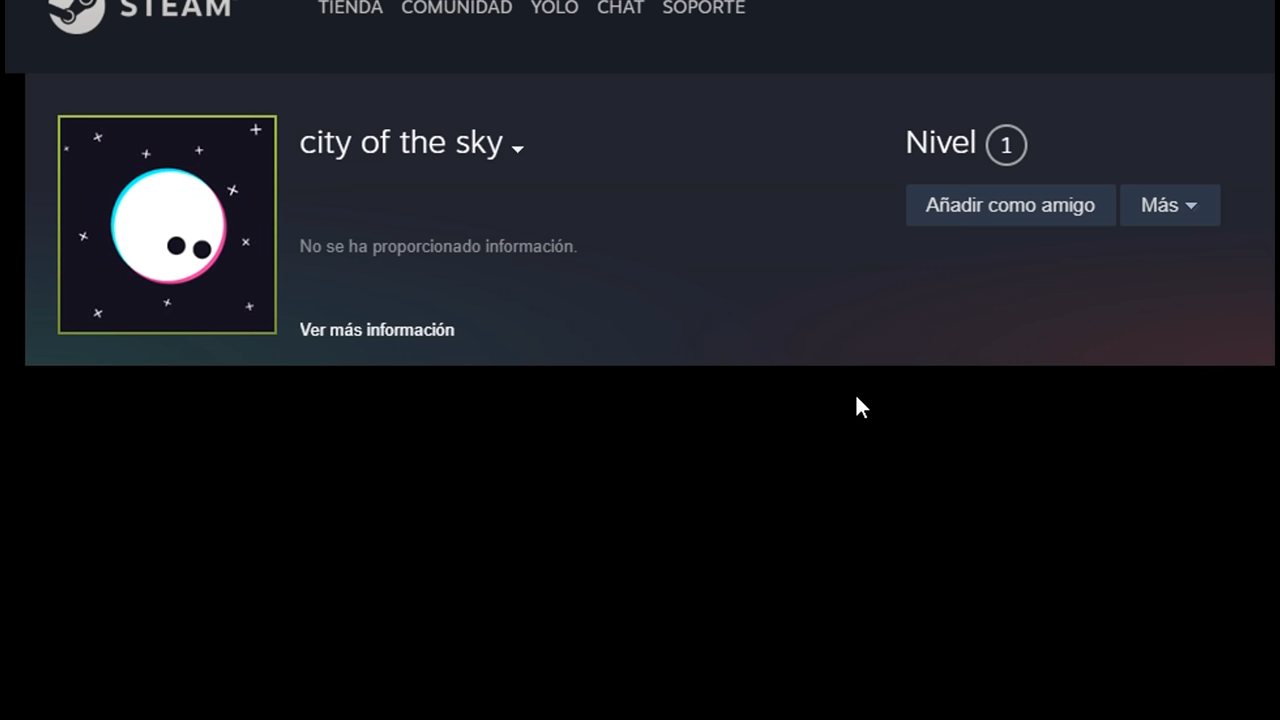 STEAM
TIENDA COMUNIDAD YOLO CHAT SOPORTE
city of the sky
Nivel 1
Añadir como amigo Más
No se ha proporcionado información.
Ver más información